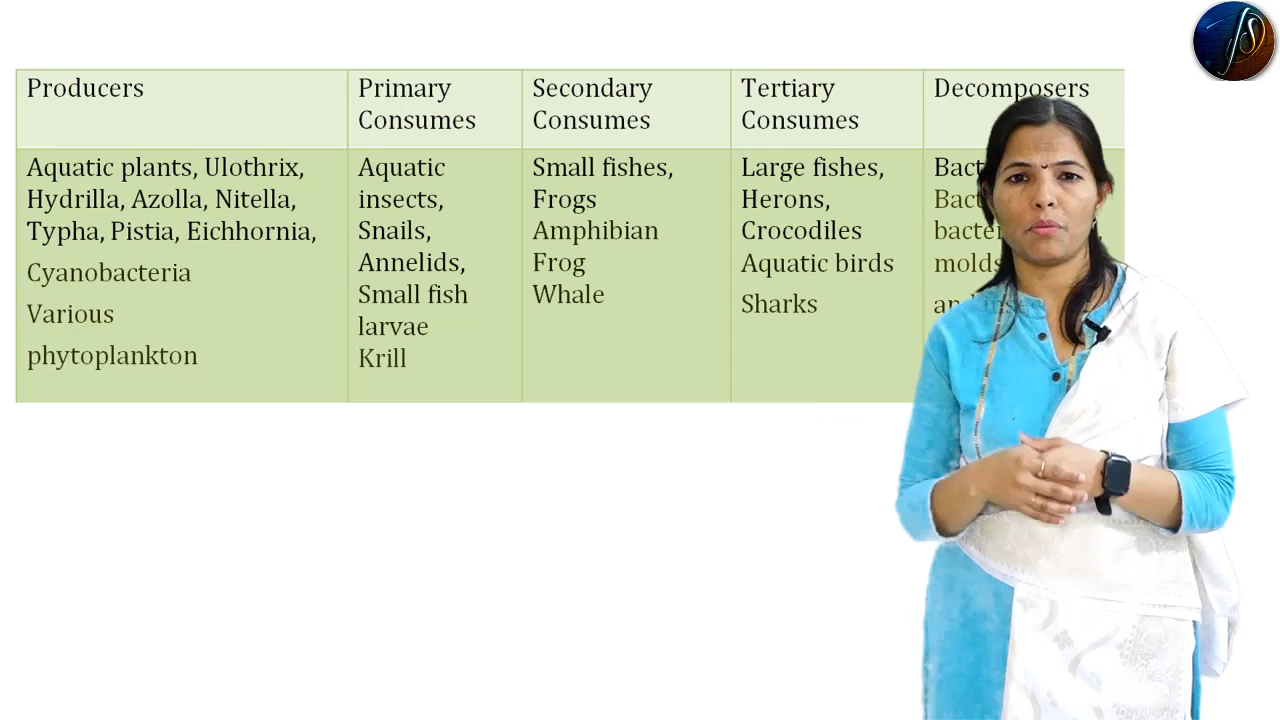 Producers
Primary
Consumes
Secondary
Consumes
Tertiary
Consumes
Decomposers
Aquatic plants, Ulothrix,
Hydrilla, Azolla, Nitella,
Typha, Pistia, Eichhornia,
Cyanobacteria
Various
phytoplankton
Aquatic
insects,
Snails,
Annelids,
Small fish
larvae
Krill
Small fishes,
Frogs
Amphibian
Frog
Whale
Large fishes,
Herons,
Crocodiles
Aquatic birds
Sharks
molds